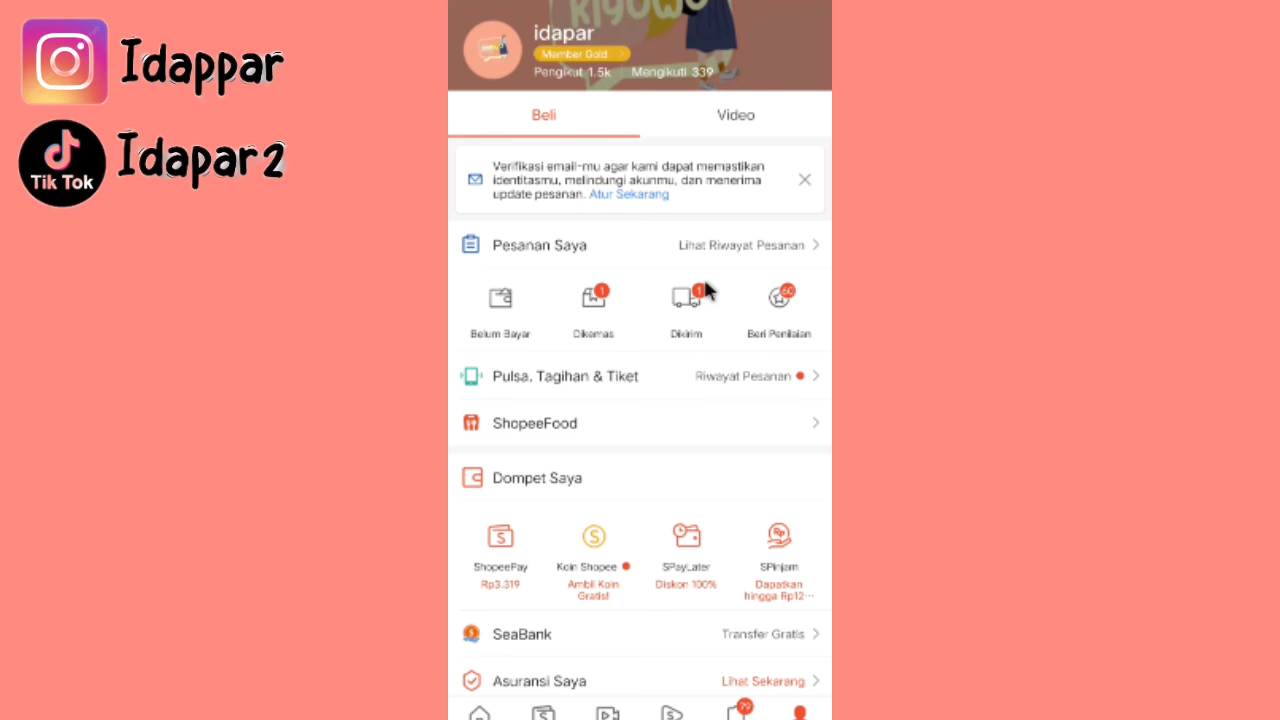 Idappar
Tik Tok
Idapar2
idapar
Member Gold
Pengikut 1.5k
Mengikuti 339
Beli
Video
Verifikasi email-mu agar kami dapat memastikan
identitasmu, melindungi akunmu, dan menerima
update pesanan. Atur Sekarang
Pesanan Saya
Lihat Riwayat Pesanan
1
1
60
Belum Bayar
Dikemas
Dikirim
Beri Penilaian
Pulsa, Tagihan & Tiket
Riwayat Pesanan
ShopeeFood
Dompet Saya
ShopeePay
Rp3.319
Koin Shopee
Ambil Koin
Gratis!
SPayLater
Diskon 100%
SPinjam
Dapatkan
hingga Rp12...
SeaBank
Transfer Gratis
Asuransi Saya
Lihat Sekarang